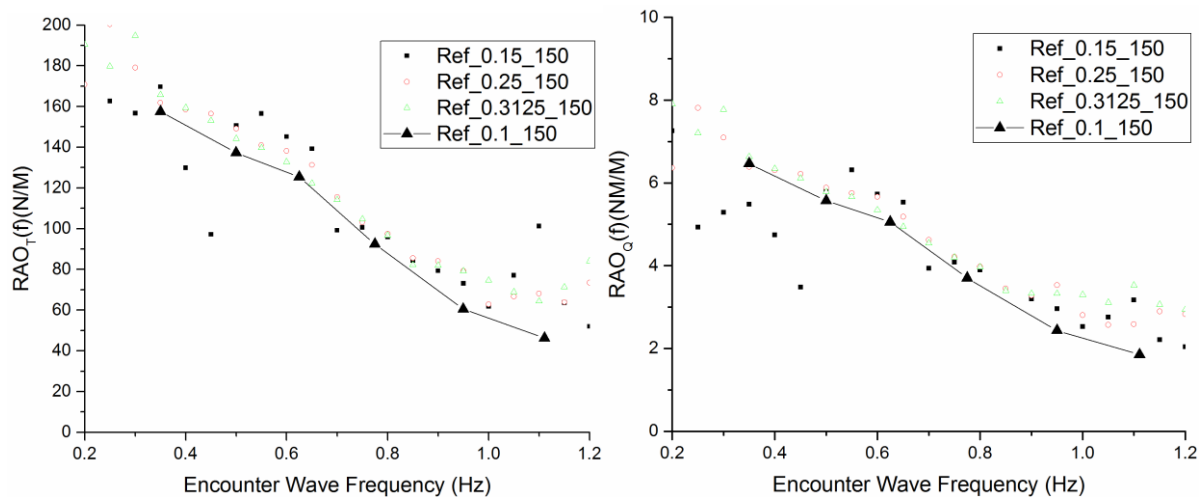 200
180
160
140
120
100
80
60
40
20
0
RAO_T(f)(N/M)
Ref_0.15_150
Ref_0.25_150
Ref_0.3125_150
Ref_0.1_150
0.2 0.4 0.6 0.8 1.0 1.2
Encounter Wave Frequency (Hz)
10
8
6
4
2
0
RAO_Q(f)(NM/M)
Ref_0.15_150
Ref_0.25_150
Ref_0.3125_150
Ref_0.1_150
0.2 0.4 0.6 0.8 1.0 1.2
Encounter Wave Frequency (Hz)